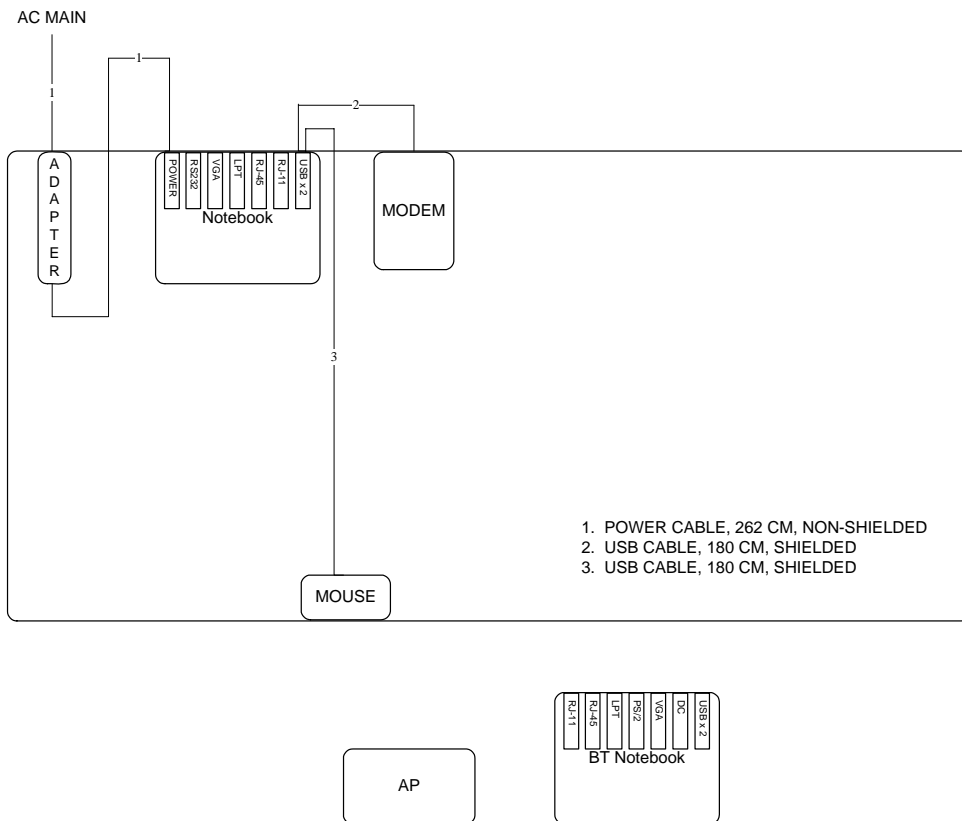 AC MAIN
1
1
2
ADAPTER
POWER
RS232
VGA
LPT
RJ-45
RJ-11
USB x 2
Notebook
MODEM
3
1. POWER CABLE, 262 CM, NON-SHIELDED
2. USB CABLE, 180 CM, SHIELDED
3. USB CABLE, 180 CM, SHIELDED
MOUSE
RJ-11
RJ-45
LPT
PS/2
VGA
DC
USB x 2
BT Notebook
AP